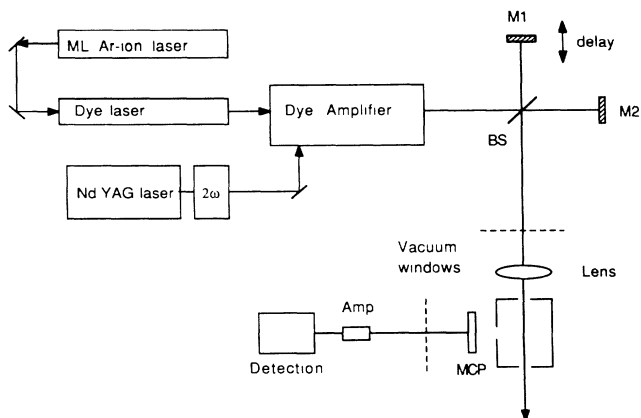 M1
delay
ML Ar-ion laser
Dye laser
Dye Amplifier
M2
BS
Nd YAG laser
2ω
Vacuum
windows
Lens
Amp
Detection
MCP